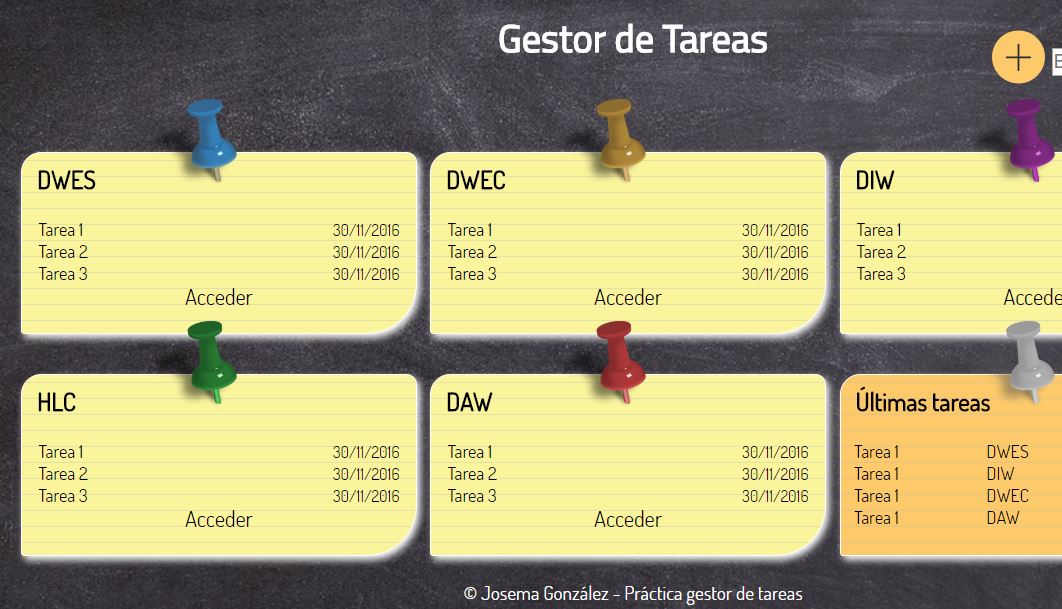 Gestor de Tareas
DWES
Tarea 1 30/11/2016
Tarea 2 30/11/2016
Tarea 3 30/11/2016
Acceder
DWEC
Tarea 1 30/11/2016
Tarea 2 30/11/2016
Tarea 3 30/11/2016
Acceder
DIW
Tarea 1
Tarea 2
Tarea 3
Accede
HLC
Tarea 1 30/11/2016
Tarea 2 30/11/2016
Tarea 3 30/11/2016
Acceder
DAW
Tarea 1 30/11/2016
Tarea 2 30/11/2016
Tarea 3 30/11/2016
Acceder
Últimas tareas
Tarea 1 DWES
Tarea 1 DIW
Tarea 1 DWEC
Tarea 1 DAW
© Josema González - Práctica gestor de tareas